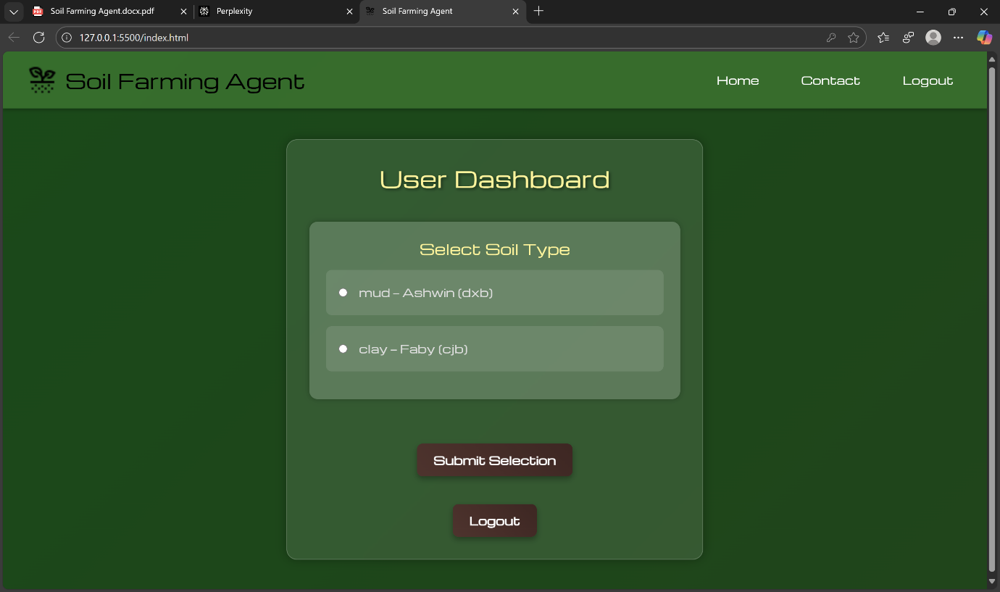 Soil Farming Agent.docx.pdf
Perplexity
Soil Farming Agent
127.0.0.1:5500/index.html
Soil Farming Agent
Home
Contact
Logout
User Dashboard
Select Soil Type
mud – Ashwin (dxb)
clay – Faby (cjb)
Submit Selection
Logout